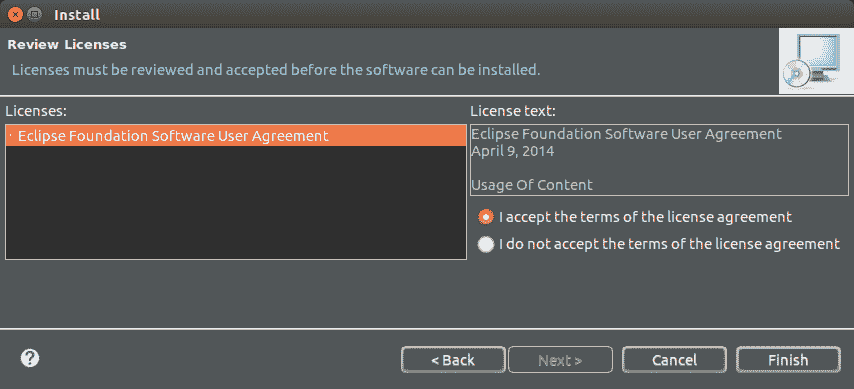 Install
Review Licenses
Licenses must be reviewed and accepted before the software can be installed.
Licenses:
Eclipse Foundation Software User Agreement
License text:
Eclipse Foundation Software User Agreement
April 9, 2014
Usage Of Content
I accept the terms of the license agreement
I do not accept the terms of the license agreement
?
< Back
Next >
Cancel
Finish